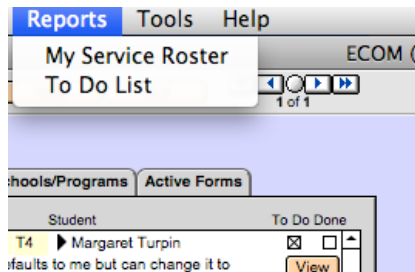 Reports Tools Help
My Service Roster
ECOM (
To Do List
1 of 1
chools/Programs Active Forms
Student To Do Done
T4 Margaret Turpin
efaults to me but can change it to
View